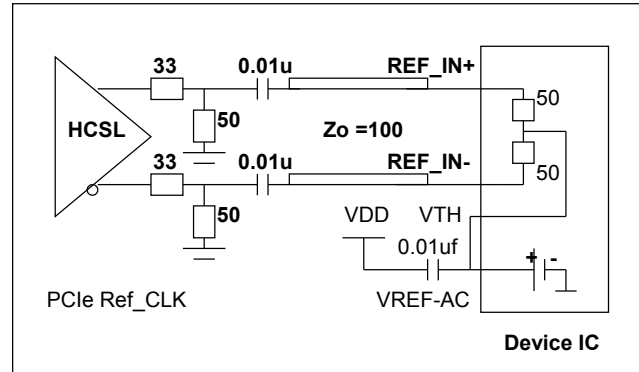 33
0.01u
REF_IN+
50
HCSL
50
Zo =100
33
0.01u
REF_IN-
50
50
VDD
VTH
0.01uf
+ -
PCIe Ref_CLK
VREF-AC
Device IC